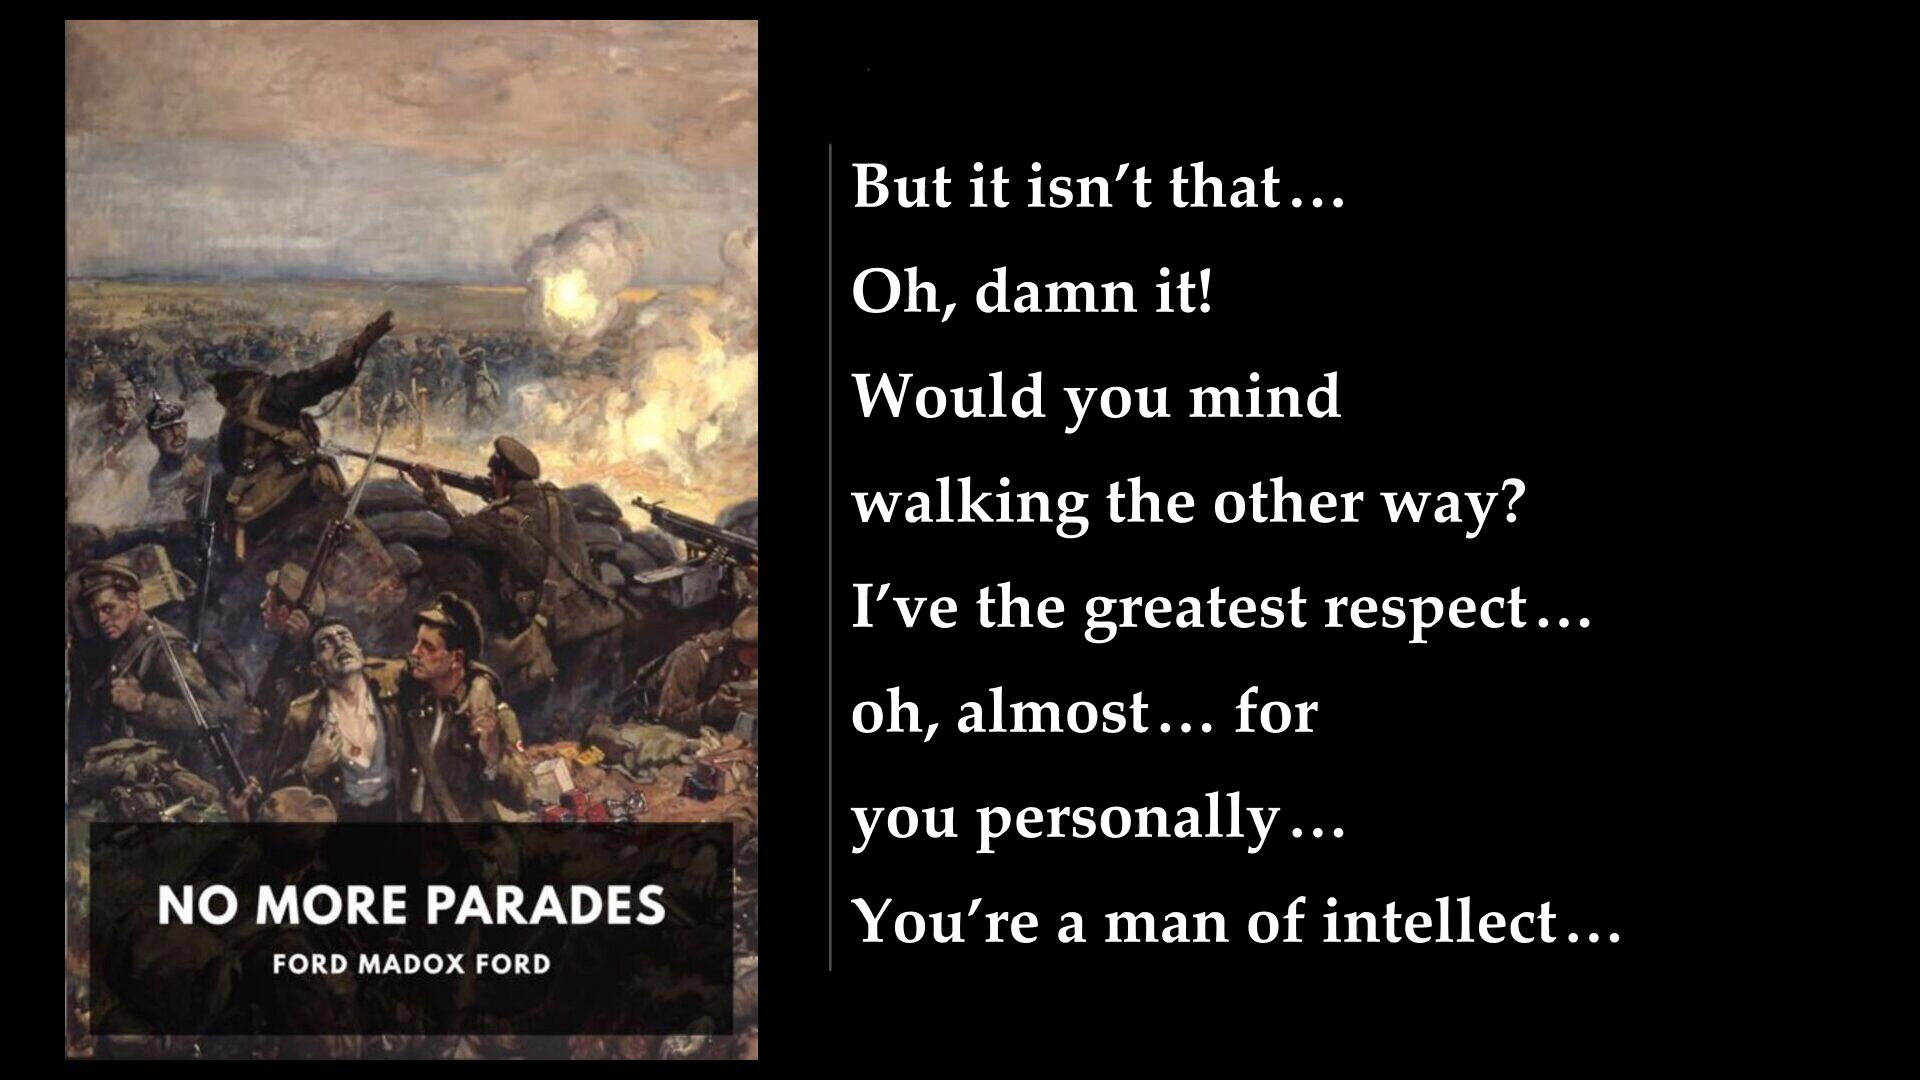 But it isn’t that…
Oh, damn it!
Would you mind
walking the other way?
I’ve the greatest respect…
oh, almost… for
you personally…
You’re a man of intellect…
NO MORE PARADES
FORD MADOX FORD